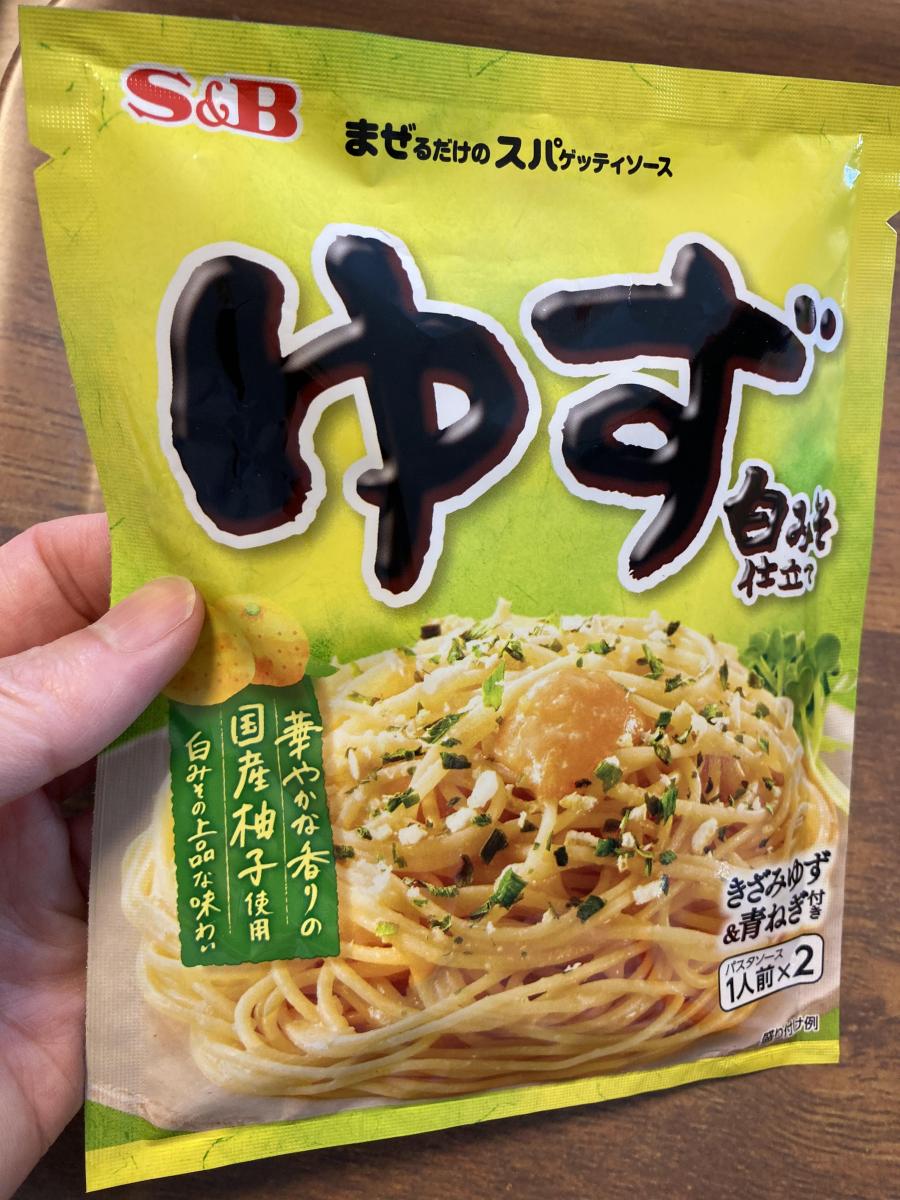 S&B
まぜるだけのスパゲッティソース
ゆず
白みそ
仕立て
華やかな香りの
国産柚子使用
白みその上品な味わい
きざみゆず
&青ねぎ付き
パスタソース
1人前×2
盛り付け例